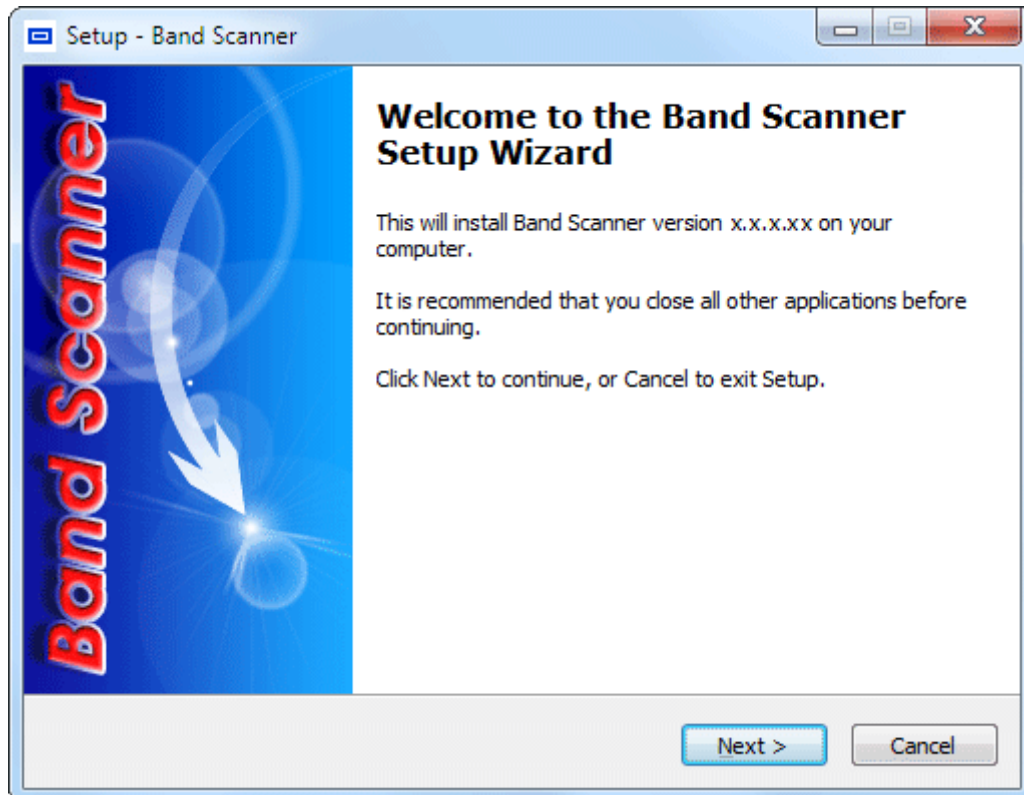 Setup - Band Scanner
Band Scanner
Welcome to the Band Scanner
Setup Wizard
This will install Band Scanner version x.x.x.xx on your
computer.
It is recommended that you close all other applications before
continuing.
Click Next to continue, or Cancel to exit Setup.
Next >
Cancel